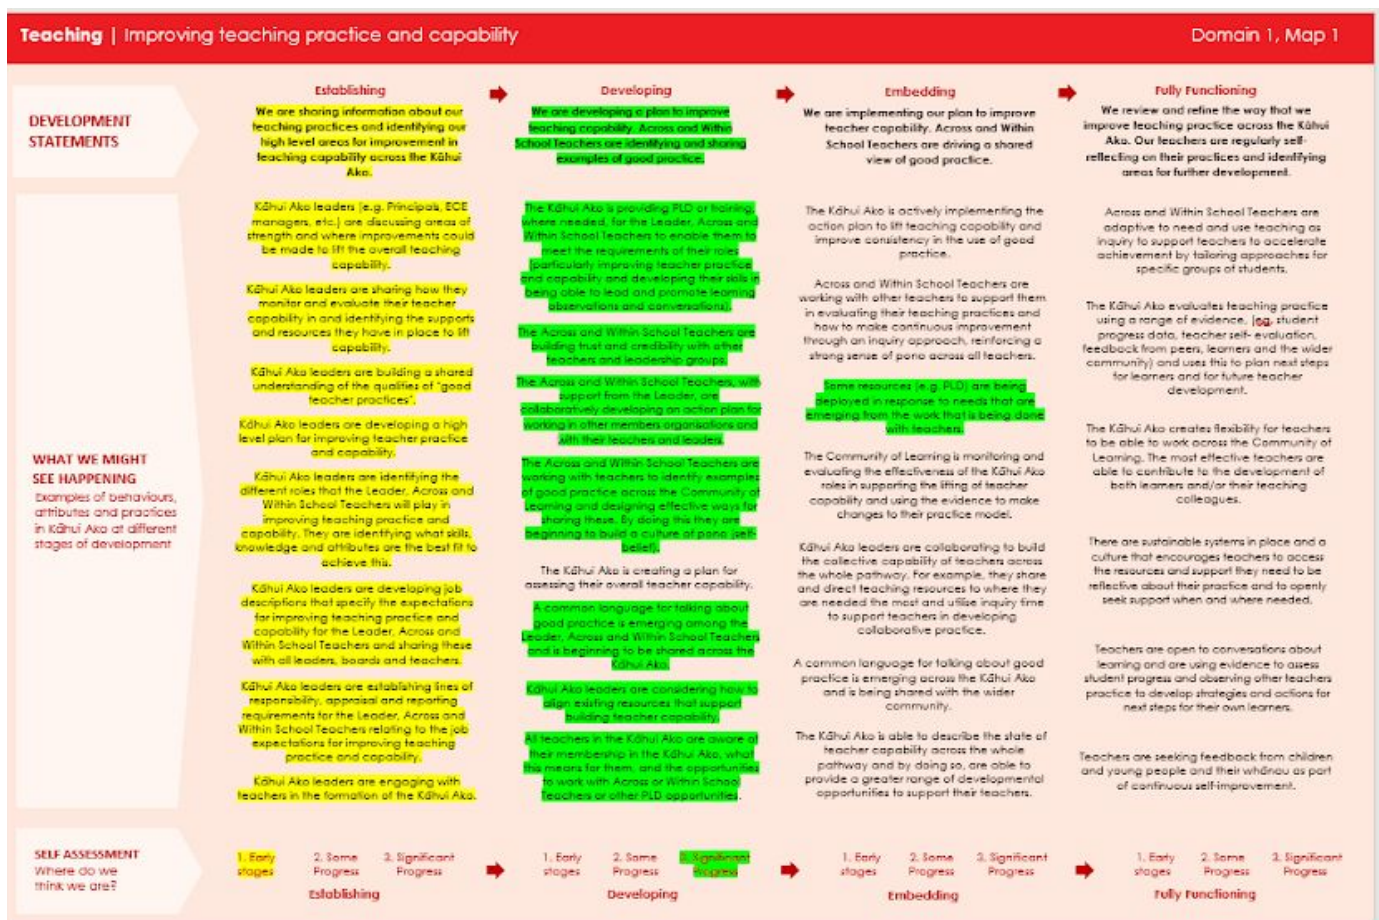 Teaching | Improving teaching practice and capability
Domain 1, Map 1
DEVELOPMENT
STATEMENTS
Establishing
We are sharing information about our
teaching practices and identifying our
high level areas for improvement in
teaching capability across the Kāhui
Ako.
Developing
We are developing a plan to improve
teaching capability. Across and Within
School Teachers are identifying and sharing
examples of good practice.
Embedding
We are implementing our plan to improve
teacher capability. Across and Within
School Teachers are driving a shared
view of good practice.
Fully Functioning
We review and refine the way that we
improve teaching practice across the Kāhui
Ako. Our teachers are regularly self-
reflecting on their practices and identifying
areas for further development.
WHAT WE MIGHT
SEE HAPPENING
Examples of behaviours,
attributes and practices
in Kāhui Ako at different
stages of development
Kāhui Ako leaders (e.g. Principals, ECE
managers, etc.) are discussing areas of
strength and where improvements could
be made to lift the overall teaching
capability.
Kāhui Ako leaders are sharing how they
monitor and evaluate their teacher
capability in and identifying the supports
and resources they have in place to lift
capability.
Kāhui Ako leaders are building a shared
understanding of the qualities of "good
teacher practices".
Kāhui Ako leaders are developing a high
level plan for improving teacher practice
and capability.
Kāhui Ako leaders are identifying the
different roles that the Leader, Across and
Within School Teachers will play in
improving teaching practice and
capability. They are identifying what skills,
knowledge and attributes are the best fit to
achieve this.
Kāhui Ako leaders are developing job
descriptions that specify the expectations
for improving teaching practice and
capability for the Leader, Across and
Within School Teachers and sharing these
with all leaders, boards and teachers.
Kāhui Ako leaders are establishing lines of
responsibility, appraisal and reporting
requirements for the Leader, Across and
Within School Teachers relating to the job
expectations for improving teaching
practice and capability.
Kāhui Ako leaders are engaging with
teachers in the formation of the Kāhui Ako.
The Kāhui Ako is providing PLD or training,
where needed, for the Leader, Across and
Within School Teachers to enable them to
meet the requirements of their roles
(particularly improving teacher practice
and capability and developing their skills in
being able to lead and promote learning
observations and conversations).
The Across and Within School Teachers are
building trust and credibility with other
teachers and leadership groups.
The Across and Within School Teachers, with
support from the Leader, are
collaboratively developing an action plan for
working in other members organisations and
with their teachers and leaders.
The Across and Within School Teachers are
working with teachers to identify examples
of good practice across the Community of
Learning and designing effective ways for
sharing these. By doing this they are
beginning to build a culture of pono (self-
belief).
The Kāhui Ako is creating a plan for
assessing their overall teacher capability.
A common language for talking about
good practice is emerging among the
Leader, Across and Within School Teachers
and is beginning to be shared across the
Kāhui Ako.
Kāhui Ako leaders are considering how to
align existing resources that support
building teacher capability.
All teachers in the Kāhui Ako are aware of
their membership in the Kāhui Ako, what
this means for them, and the opportunities
to work with Across or Within School
Teachers or other PLD opportunities.
The Kāhui Ako is actively implementing the
action plan to lift teaching capability and
improve consistency in the use of good
practice.
Across and Within School Teachers are
working with other teachers to support them
in evaluating their teaching practices and
how to make continuous improvement
through an inquiry approach, reinforcing a
strong sense of pono across all teachers.
Some resources (e.g. PLD) are being
deployed in response to needs that are
emerging from the work that is being done
with teachers.
The Community of Learning is monitoring and
evaluating the effectiveness of the Kāhui Ako
roles in supporting the lifting of teacher
capability and using the evidence to make
changes to their practice model.
Kāhui Ako leaders are collaborating to build
the collective capability of teachers across
the whole pathway. For example, they share
and direct teaching resources to where they
are needed the most and utilise inquiry time
to support teachers in developing
collaborative practice.
A common language for talking about good
practice is emerging across the Kāhui Ako
and is being shared with the wider
community.
The Kāhui Ako is able to describe the state of
teacher capability across the whole
pathway and by doing so, are able to
provide a greater range of developmental
opportunities to support their teachers.
Across and Within School Teachers are
adaptive to need and use teaching as
inquiry to support teachers to accelerate
achievement by tailoring approaches for
specific groups of students.
The Kāhui Ako evaluates teaching practice
using a range of evidence, (eg, student
progress data, teacher self- evaluation,
feedback from peers, learners and the wider
community) and uses this to plan next steps
for learners and for future teacher
development.
The Kāhui Ako creates flexibility for teachers
to be able to work across the Community of
Learning. The most effective teachers are
able to contribute to the development of
both learners and/or their teaching
colleagues.
There are sustainable systems in place and a
culture that encourages teachers to access
the resources and support they need to be
reflective about their practice and to openly
seek support when and where needed.
Teachers are open to conversations about
learning and are using evidence to assess
student progress and observing other teachers
practice to develop strategies and actions for
next steps for their own learners.
Teachers are seeking feedback from children
and young people and their whānau as part
of continuous self-improvement.
SELF ASSESSMENT
Where do we
think we are?
1. Early
stages
2. Some
Progress
3. Significant
Progress
Establishing
1. Early
stages
2. Some
Progress
3. Significant
Progress
Developing
1. Early
stages
2. Some
Progress
3. Significant
Progress
Embedding
1. Early
stages
2. Some
Progress
3. Significant
Progress
Fully Functioning